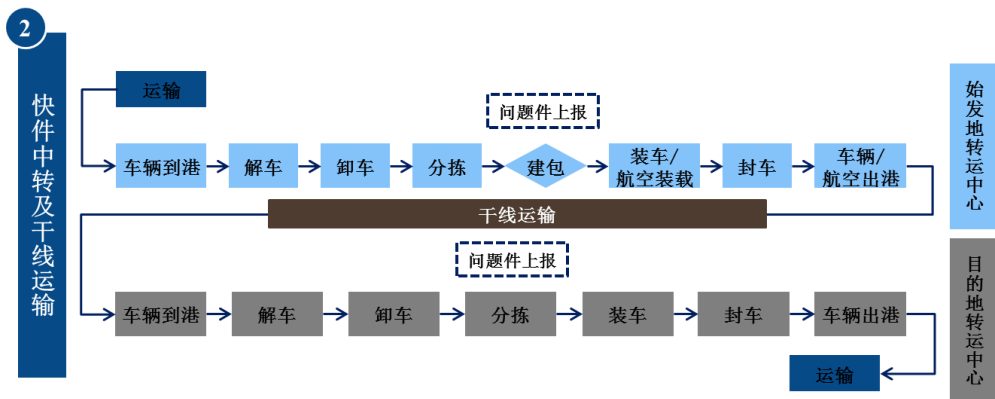 2
快件中转及干线运输
运输
问题件上报
车辆到港
解车
卸车
分拣
建包
装车/
航空装载
封车
车辆/
航空出港
始发地转运中心
干线运输
问题件上报
车辆到港
解车
卸车
分拣
装车
封车
车辆出港
目的地转运中心
运输